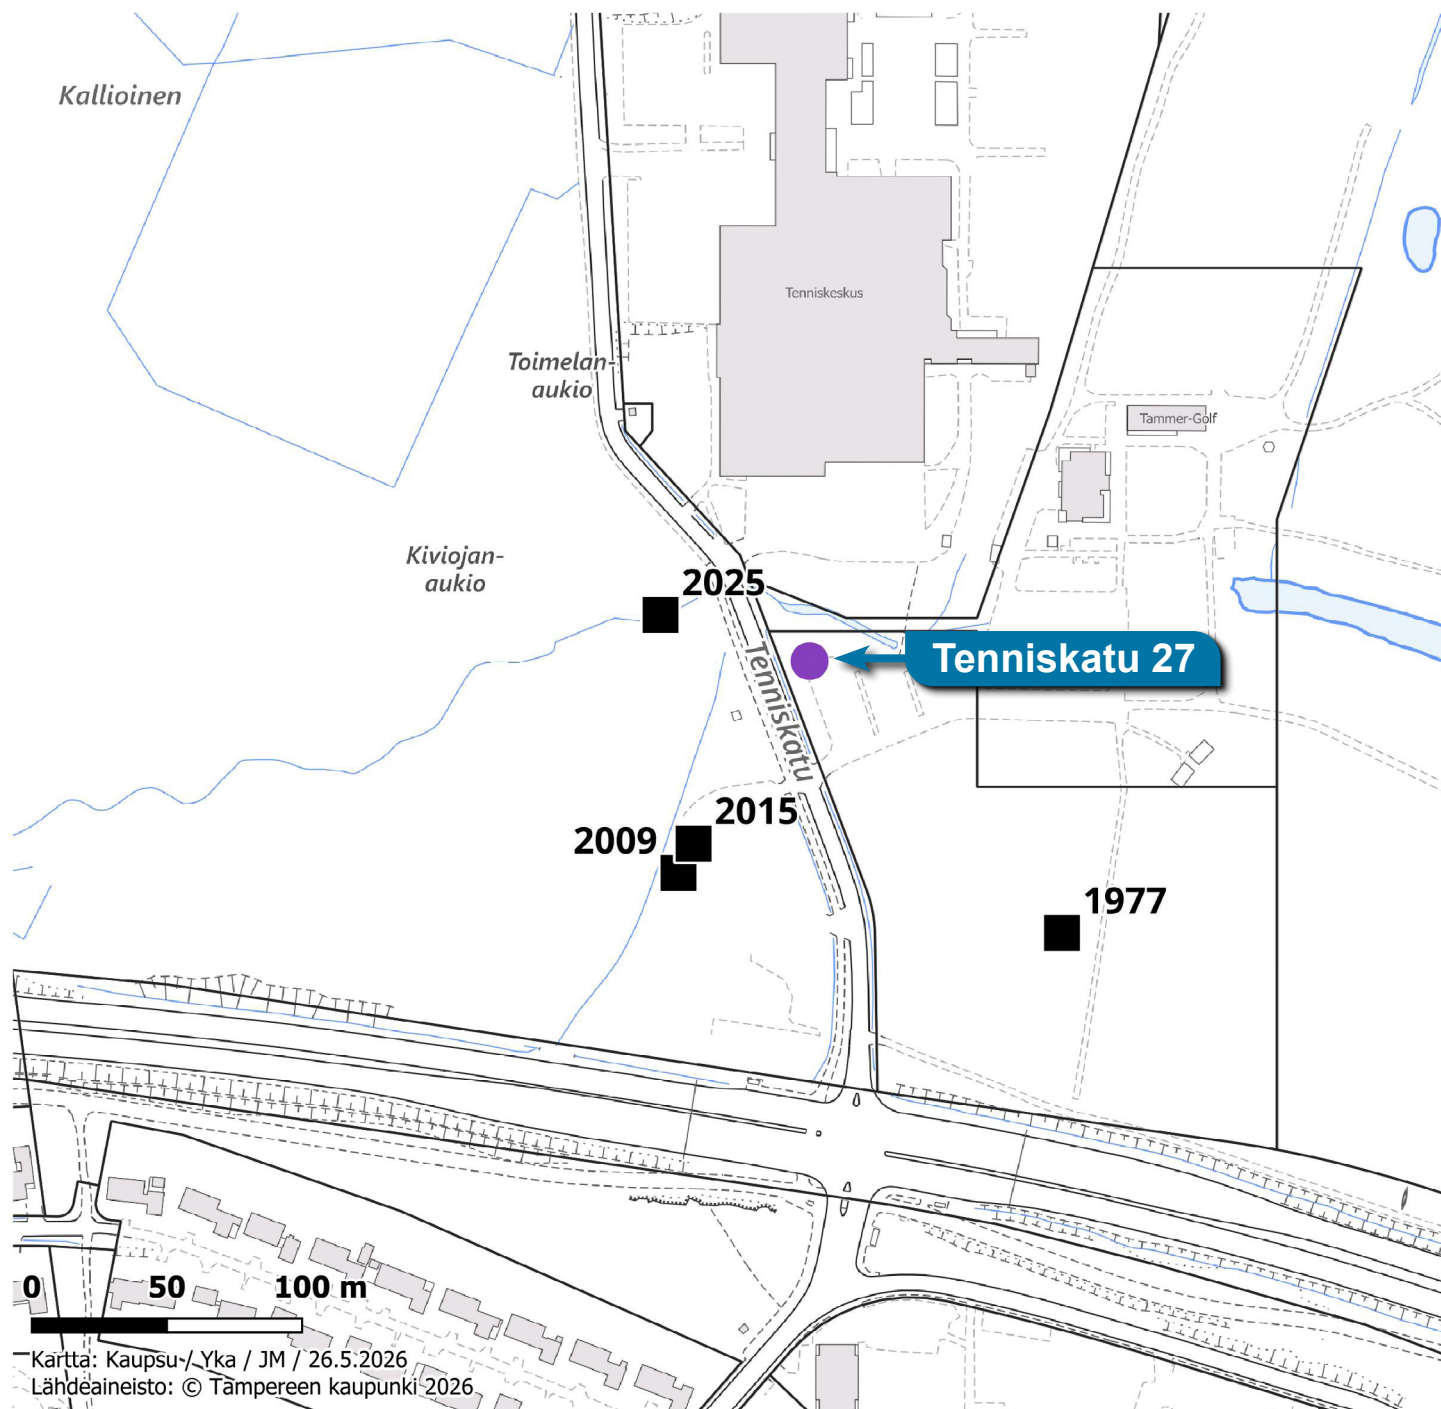 Kallioinen
Tenniskeskus
Toimelan-
aukio
Tammer-Golf
Kiviojan-
aukio
2025
Tenniskatu 27
Tenniskatu
2015
2009
1977
0 50 100 m
Kartta: Kaupsu / Yka / JM / 26.5.2026
Lähdeaineisto: © Tampereen kaupunki 2026